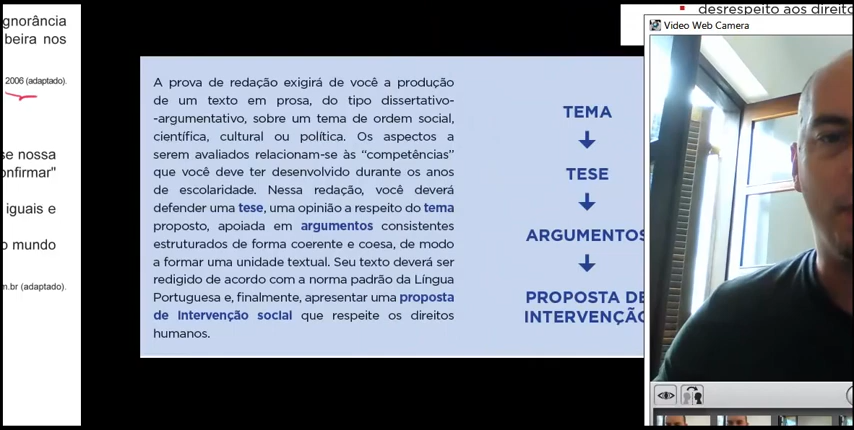 gnorância
beira nos
2006 (adaptado).
se nossa
onfirmar"
iguais e
o mundo
m.br (adaptado).
A prova de redação exigirá de você a produção
de um texto em prosa, do tipo dissertativo-
-argumentativo, sobre um tema de ordem social,
científica, cultural ou política. Os aspectos a
serem avaliados relacionam-se às “competências”
que você deve ter desenvolvido durante os anos
de escolaridade. Nessa redação, você deverá
defender uma tese, uma opinião a respeito do tema
proposto, apoiada em argumentos consistentes
estruturados de forma coerente e coesa, de modo
a formar uma unidade textual. Seu texto deverá ser
redigido de acordo com a norma padrão da Língua
Portuguesa e, finalmente, apresentar uma proposta
de intervenção social que respeite os direitos
humanos.
TEMA
TESE
ARGUMENTOS
PROPOSTA DE
INTERVENÇÃO
desrespeito aos direito
Video Web Camera